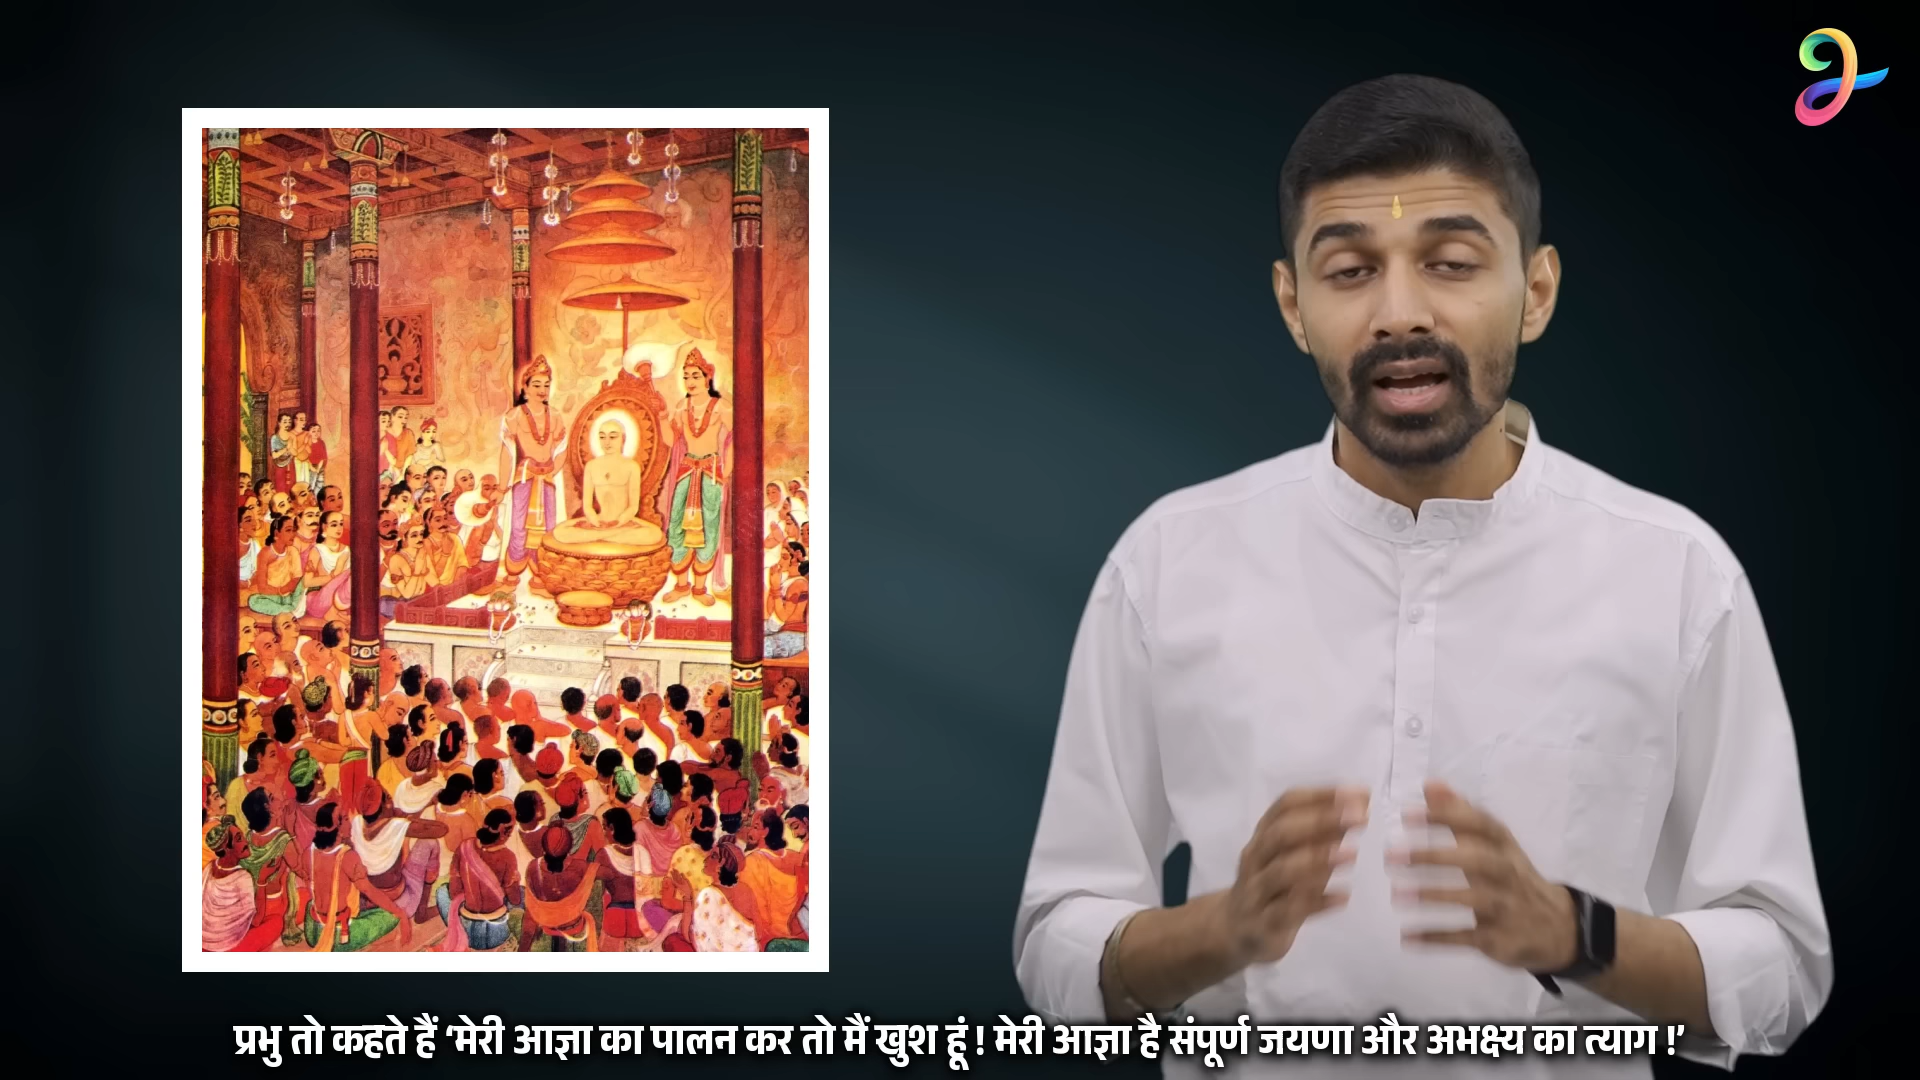 प्रभु तो कहते हैं ‘मेरी आज्ञा का पालन कर तो मैं खुश हूं ! मेरी आज्ञा है संपूर्ण जयणा और अभक्ष्य का त्याग !’